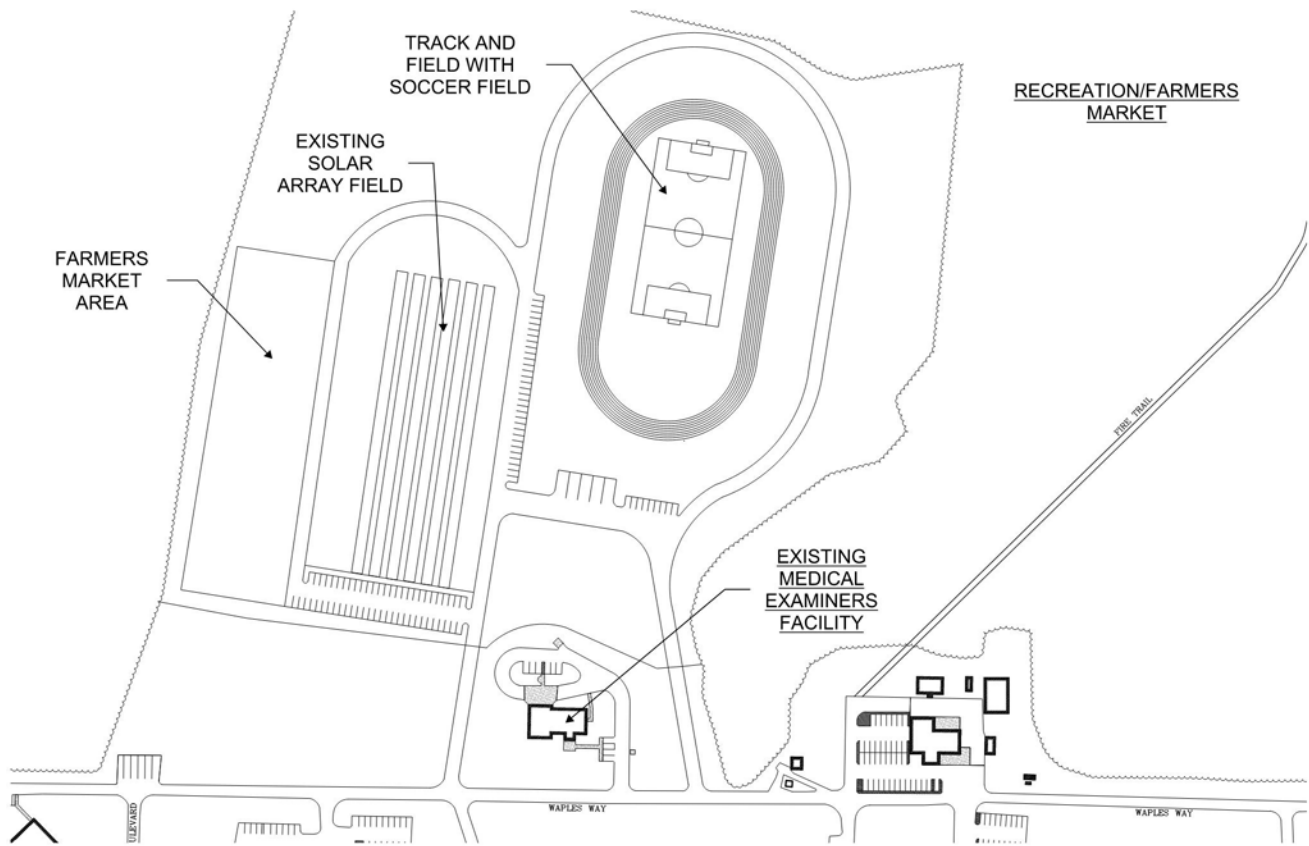 TRACK AND
FIELD WITH
SOCCER FIELD
RECREATION/FARMERS
MARKET
EXISTING
SOLAR
ARRAY FIELD
FARMERS
MARKET
AREA
FIRE TRAIL
EXISTING
MEDICAL
EXAMINERS
FACILITY
ULEVARD
WAPLES WAY
WAPLES WAY